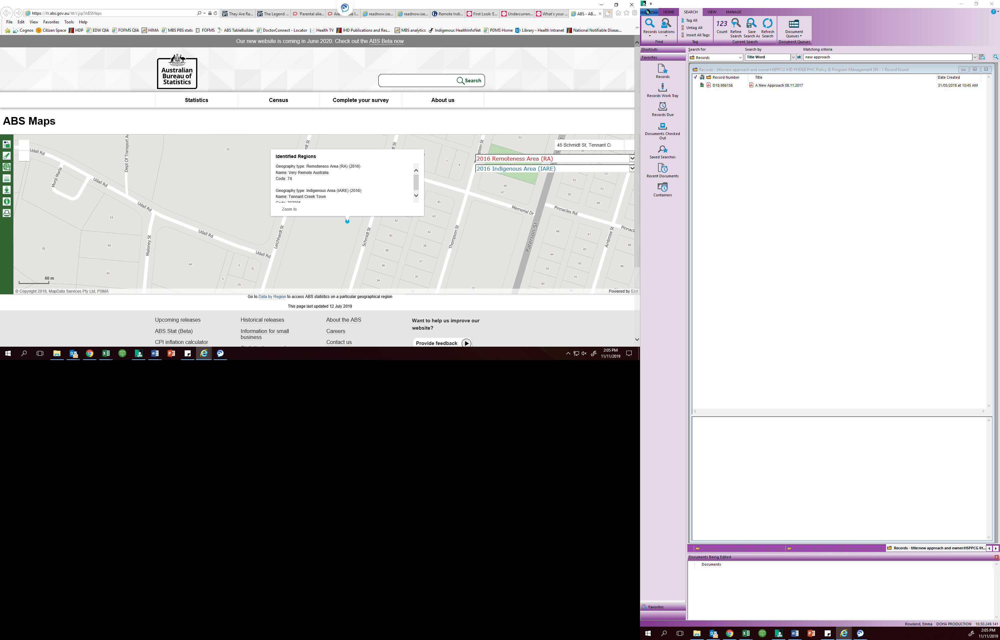 https://itt.abs.gov.au/itt/r.jsp?ABSMaps
They Are Ra...
The Legend ...
'Parental alie...
readnow.ise...
readnow.ise...
Remote Indi...
First Look: E...
Undercurren...
What's your ...
ABS - AB...
File Edit View Favorites Tools Help
Cognos Citizen Space HDP EDW Qlik FOFMS Qlik HIMA MBS PBS stats FOFMS ABS TableBuilder DoctorConnect - Locator Health TV IHD Publications and Res... MBS analytics Indigenous HealthInfoNet PDMS Home Library - Health Intranet National Notifiable Diseas...
Our new website is coming in June 2020. Check out the ABS Beta now
Australian
Bureau of
Statistics
Search
Statistics Census Complete your survey About us
ABS Maps
45 Schmidt St, Tennant Cr
2016 Remoteness Area (RA)
2016 Indigenous Area (IARE)
Identified Regions
Geography type: Remoteness Area (RA) (2016)
Name: Very Remote Australia
Code: 74
Geography type: Indigenous Area (IARE) (2016)
Name: Tennant Creek Town
Zoom to
Udall Rd
Munji Marla
Udall Rd
Dept Of Transport Ac
Udall Rd
Maloney St
Udall Rd
Udall Rd
Leichhardt St
Schmidt St
Thompson St
Memorial Dr
Paterson St
Pinnacles Rd
Ambrose St
33
53
49
35
45
44
3
31
5
29
42
40
38
36
34
45
43
41
39
37
35
31
7
9
53
49
47
52
50
53
51
49
48
44
42
40
47
45
43
41
48
46
60 m
© Copyright 2019, MapData Services Pty Ltd, PSMA
Powered by Esri
Go to Data by Region to access ABS statistics on a particular geographical region
This page last updated 12 July 2019
Upcoming releases
ABS.Stat (Beta)
CPI inflation calculator
Historical releases
Information for small
business
About the ABS
Careers
Contact us
Want to help us improve our
website?
Provide feedback
2:05 PM
11/11/2019
HOME SEARCH VIEW MANAGE
Records Locations
Find
Tag All
Untag All
Invert All Tags
Tag
123
Count
Refine
Search
Save
Search As
Refresh
Search
Current Search
Document
Queues
Document Queues
Shortcuts
Favorites
Records
Records Work Tray
Records Due
Documents Checked
Out
Saved Searches
Recent Documents
Containers
Favorites
Search for Search by Matching criteria
Records Title Word new approach
Records - title:new approach and owner:HSPPCG IHD PHDEB PHC Policy & Program Management SN - 1 Record found
Record Number Title Date Created
D18-986156 A New Approach 08.11.2017 31/05/2018 at 10:45 AM
Records - title:new approach and owner:HSPPCG IH...
Documents Being Edited
Documents
Rowland, Emma DOHA PRODUCTION 10.50.249.141
2:05 PM
11/11/2019